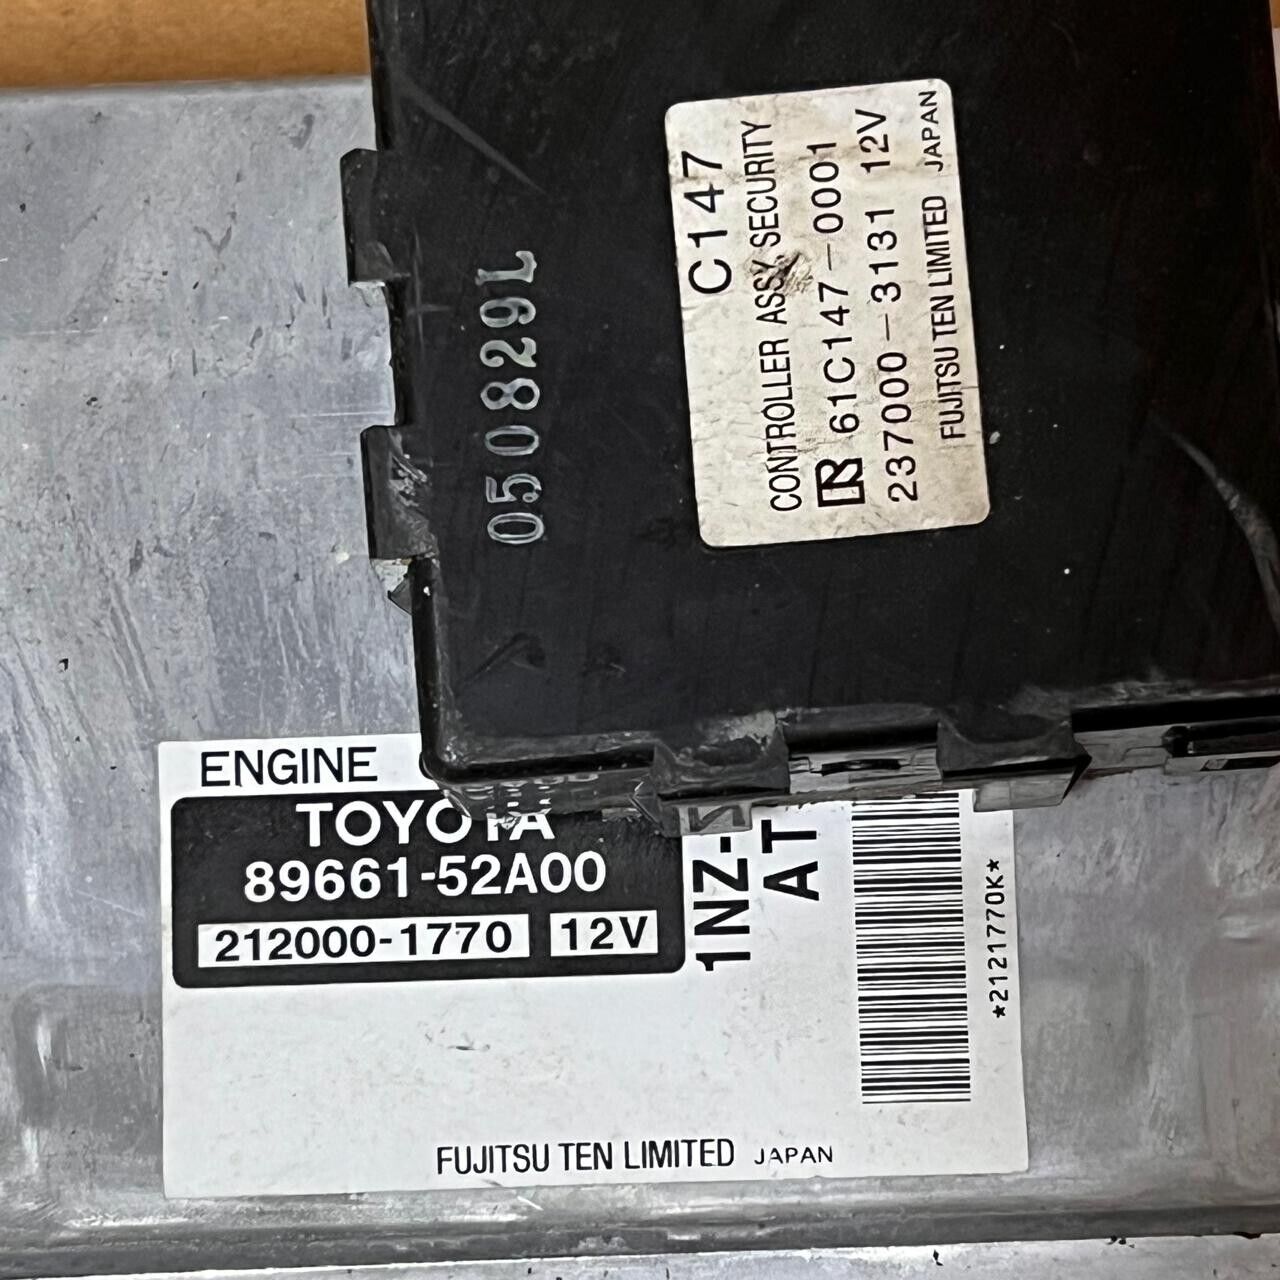 C147
CONTROLLER ASSY, SECURITY
R 61C147-0001
237000-3131 12V
FUJITSU TEN LIMITED JAPAN
050829L
ENGINE
TOYOTA
89661-52A00
212000-1770 12V
1NZ-
AT
*2121770K*
FUJITSU TEN LIMITED JAPAN